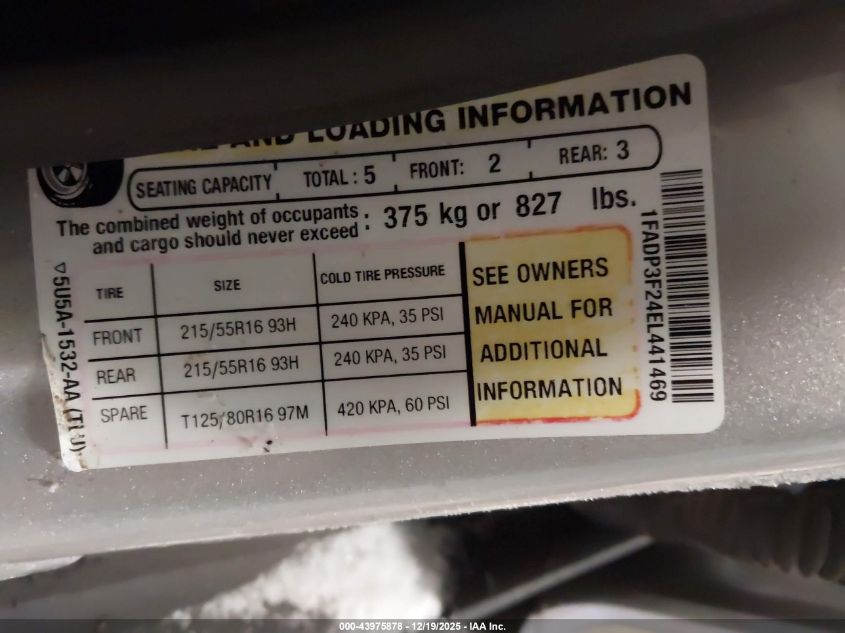 AND LOADING INFORMATION
SEATING CAPACITY TOTAL : 5 FRONT: 2 REAR: 3
The combined weight of occupants
and cargo should never exceed : 375 kg or 827 lbs.
TIRE SIZE COLD TIRE PRESSURE
FRONT 215/55R16 93H 240 KPA, 35 PSI
REAR 215/55R16 93H 240 KPA, 35 PSI
SPARE T125/80R16 97M 420 KPA, 60 PSI
SEE OWNERS
MANUAL FOR
ADDITIONAL
INFORMATION
1FADP3F24EL441469
5U5A-1532-AA (TLU)
000-43975878 - 12/19/2025 - IAA Inc.